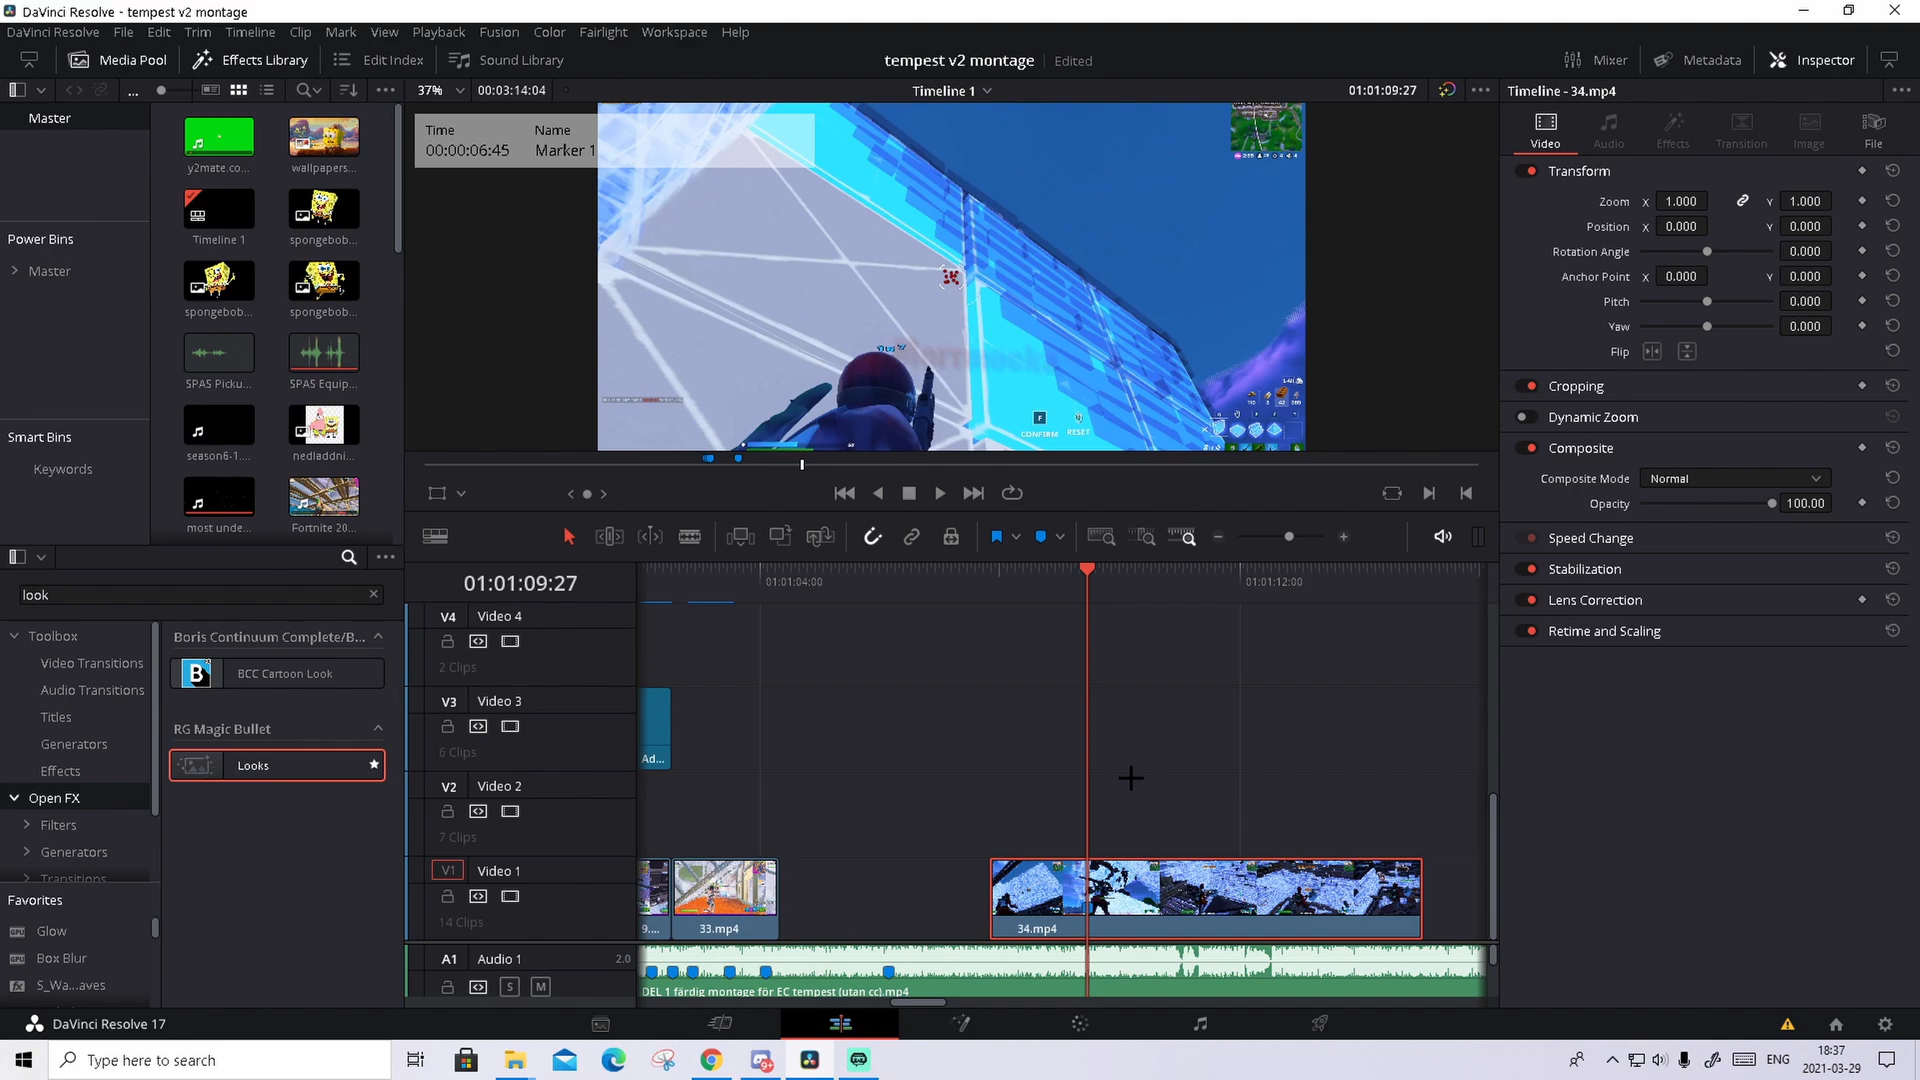 DaVinci Resolve - tempest v2 montage
DaVinci Resolve File Edit Trim Timeline Clip Mark View Playback Fusion Color Fairlight Workspace Help
Media Pool Effects Library Edit Index Sound Library
tempest v2 montage Edited
Mixer Metadata Inspector
37% 00:03:14:04
Timeline 1
01:01:09:27
Timeline - 34.mp4
Master
Power Bins
Master
Smart Bins
Keywords
y2mate.co...
wallpapers...
Timeline 1
spongebob...
spongebob...
spongebob...
SPAS Picku...
SPAS Equip...
season6-1....
nedladdni...
most unde...
Fortnite 20...
Time Name
00:00:06:45 Marker 1
CONFIRM RESET
F
Video Audio Effects Transition Image File
Transform
Zoom X 1.000 Y 1.000
Position X 0.000 Y 0.000
Rotation Angle 0.000
Anchor Point X 0.000 Y 0.000
Pitch 0.000
Yaw 0.000
Flip
Cropping
Dynamic Zoom
Composite
Composite Mode Normal
Opacity 100.00
Speed Change
Stabilization
Lens Correction
Retime and Scaling
look
Toolbox
Video Transitions
Audio Transitions
Titles
Generators
Effects
Open FX
Filters
Generators
Transitions
Favorites
Glow
Box Blur
S_Wa...aves
Boris Continuum Complete/B...
B BCC Cartoon Look
RG Magic Bullet
Looks
01:01:09:27
01:01:04:00
01:01:12:00
V4 Video 4
2 Clips
V3 Video 3
6 Clips
Ad...
V2 Video 2
7 Clips
V1 Video 1
14 Clips
9....
33.mp4
34.mp4
A1 Audio 1 2.0
S M
DEL 1 färdig montage för EC tempest (utan cc).mp4
DaVinci Resolve 17
Type here to search
9+
ENG
18:37
2021-03-29